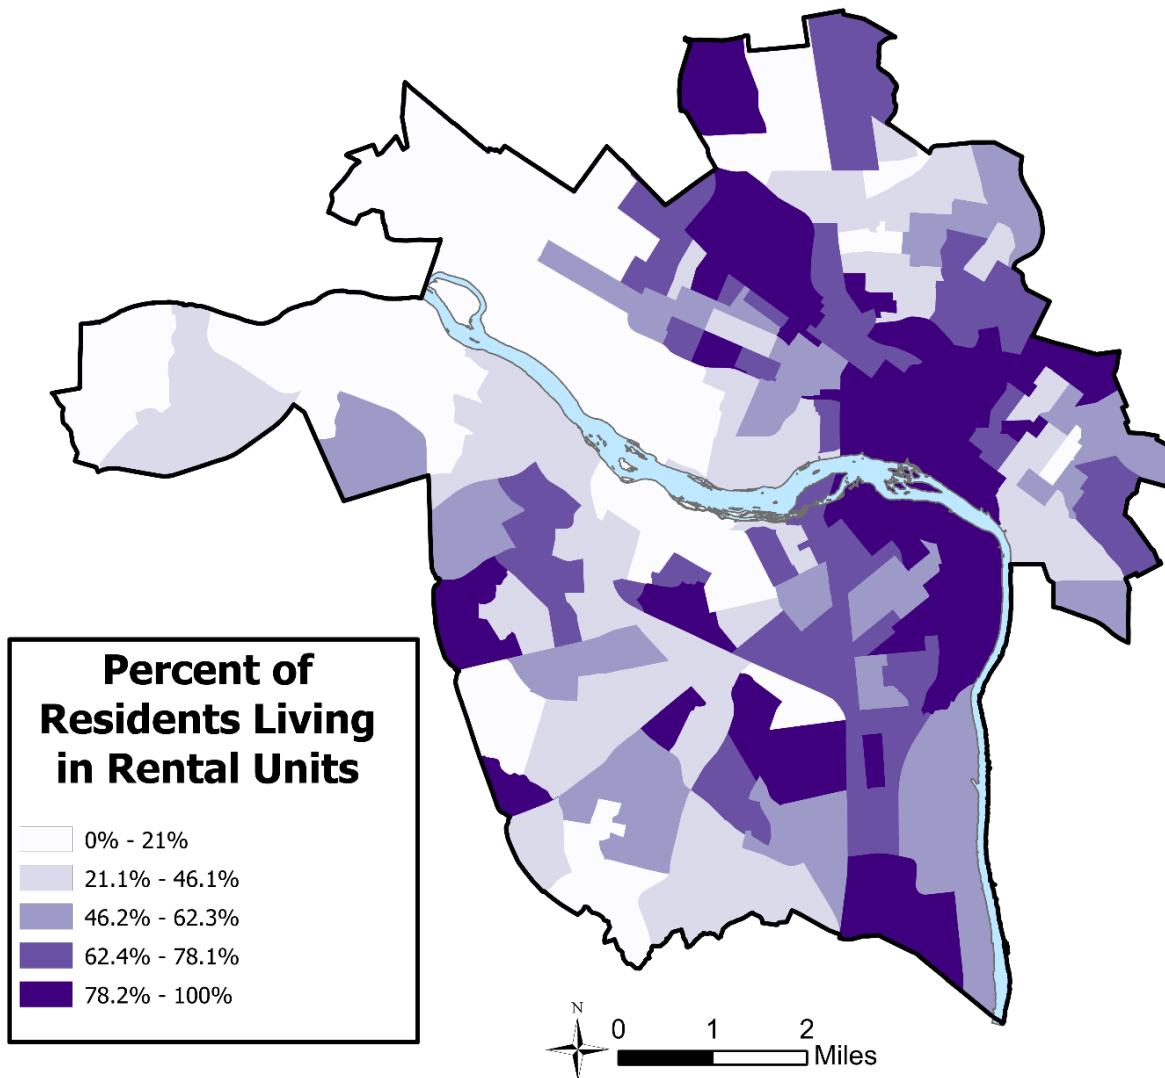 Percent of
Residents Living
in Rental Units
0% - 21%
21.1% - 46.1%
46.2% - 62.3%
62.4% - 78.1%
78.2% - 100%
N
0 1 2
Miles